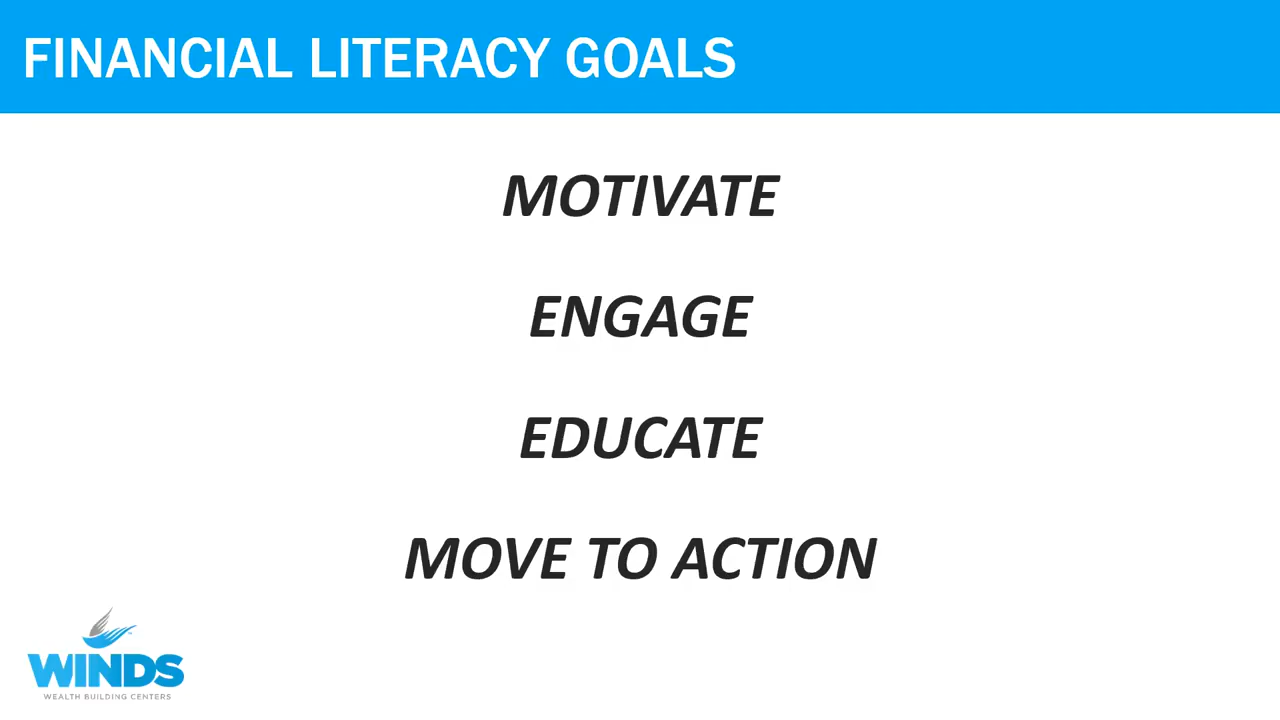 FINANCIAL LITERACY GOALS
MOTIVATE
ENGAGE
EDUCATE
MOVE TO ACTION
WINDS
WEALTH BUILDING CENTERS